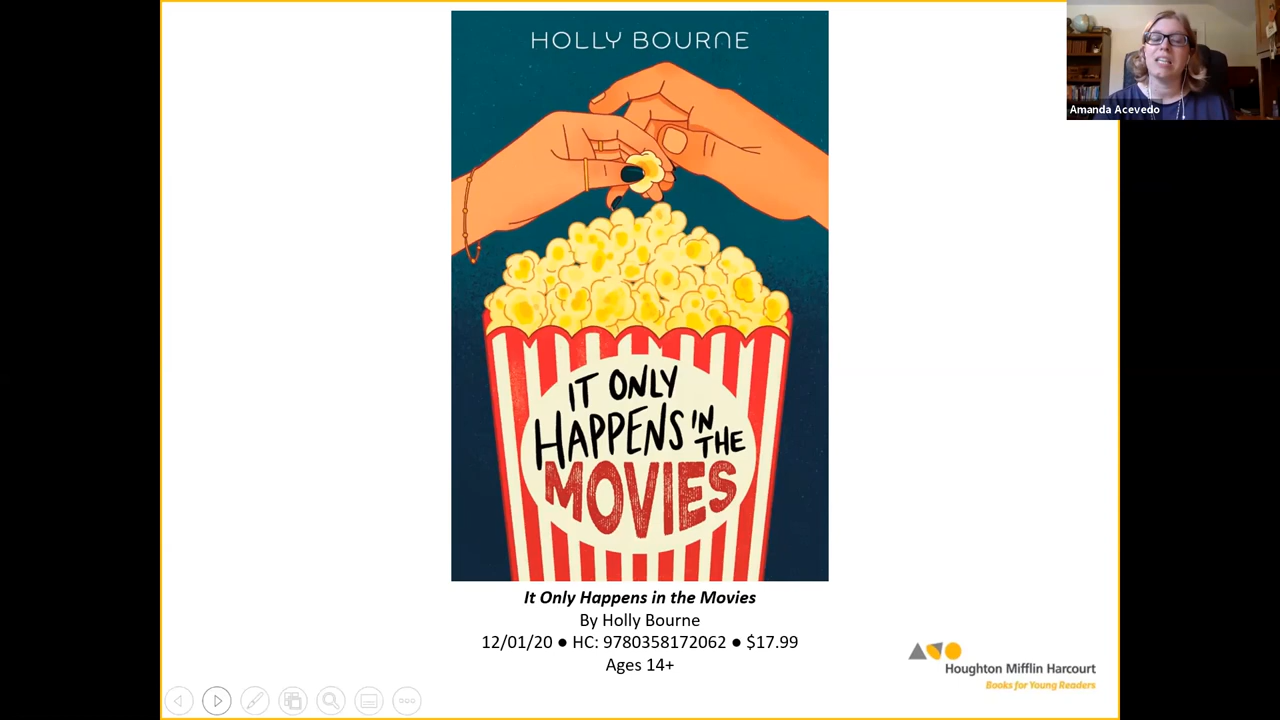 HOLLY BOURNE
Amanda Acevedo
IT ONLY
HAPPENS IN THE
MOVIES
It Only Happens in the Movies
By Holly Bourne
12/01/20 ● HC: 9780358172062 ● $17.99
Ages 14+
Houghton Mifflin Harcourt
Books for Young Readers